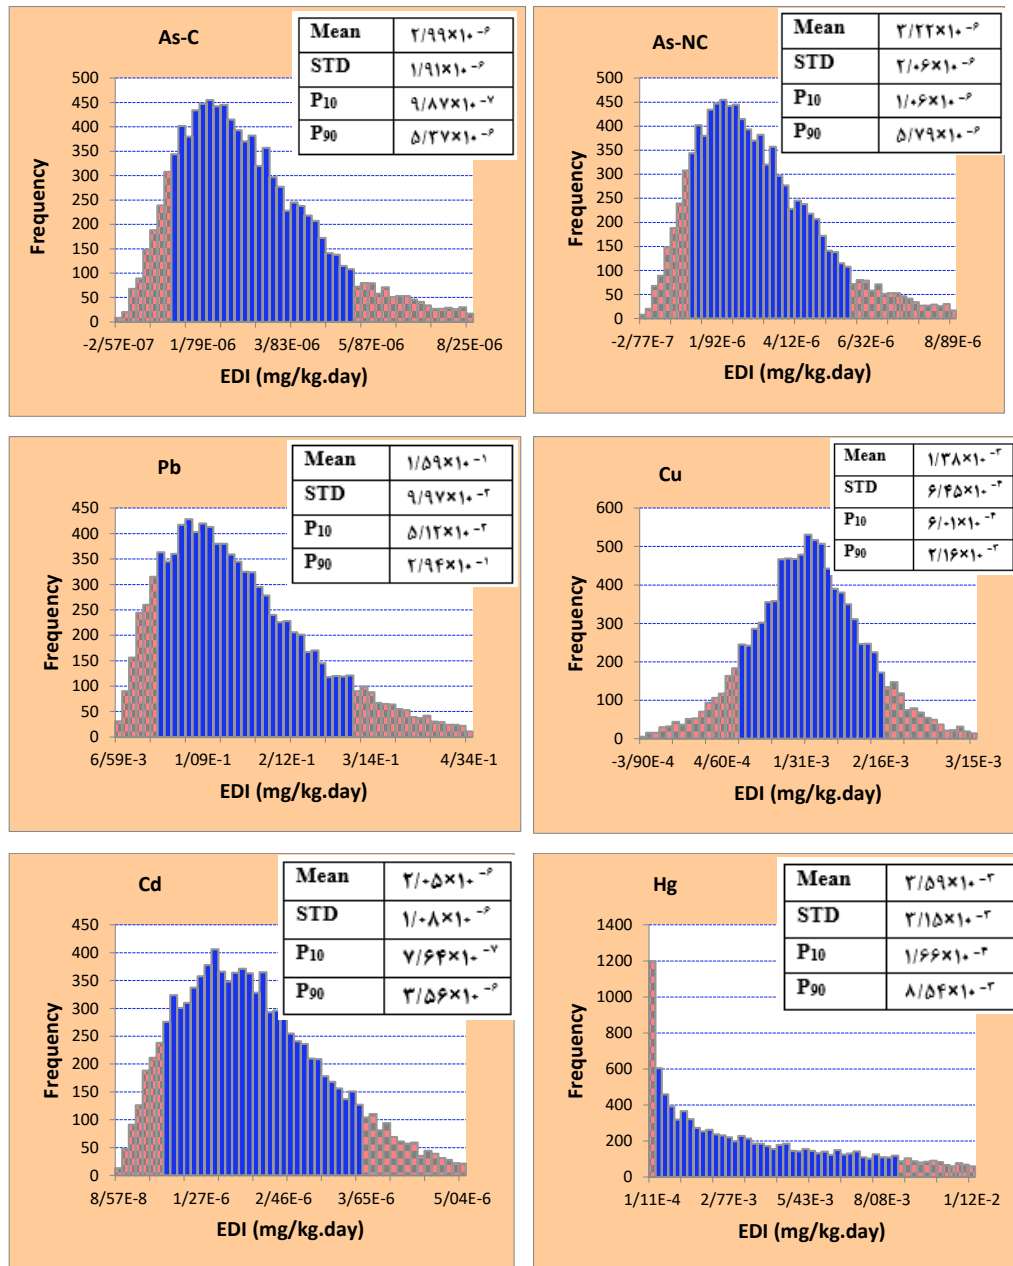 As-C
Mean ۲/۹۹×۱۰⁻۶
STD ۱/۹۱×۱۰⁻۶
P10 ۹/۸۷×۱۰⁻۷
P90 ۵/۳۷×۱۰⁻۶
Frequency
500
450
400
350
300
250
200
150
100
50
0
-2/57E-07 1/79E-06 3/83E-06 5/87E-06 8/25E-06
EDI (mg/kg.day)
As-NC
Mean ۳/۲۲×۱۰⁻۶
STD ۲/۰۶×۱۰⁻۶
P10 ۱/۰۶×۱۰⁻۶
P90 ۵/۷۹×۱۰⁻۶
Frequency
500
450
400
350
300
250
200
150
100
50
0
-2/77E-7 1/92E-6 4/12E-6 6/32E-6 8/89E-6
EDI (mg/kg.day)
Pb
Mean ۱/۵۹×۱۰⁻۱
STD ۹/۹۷×۱۰⁻۲
P10 ۵/۱۲×۱۰⁻۲
P90 ۲/۹۴×۱۰⁻۱
Frequency
450
400
350
300
250
200
150
100
50
0
6/59E-3 1/09E-1 2/12E-1 3/14E-1 4/34E-1
EDI (mg/kg.day)
Cu
Mean ۱/۳۸×۱۰⁻۳
STD ۶/۴۵×۱۰⁻۴
P10 ۶/۰۱×۱۰⁻۴
P90 ۲/۱۶×۱۰⁻۳
Frequency
600
500
400
300
200
100
0
-3/90E-4 4/60E-4 1/31E-3 2/16E-3 3/15E-3
EDI (mg/kg.day)
Cd
Mean ۲/۰۵×۱۰⁻۶
STD ۱/۰۸×۱۰⁻۶
P10 ۷/۶۴×۱۰⁻۷
P90 ۳/۵۶×۱۰⁻۶
Frequency
450
400
350
300
250
200
150
100
50
0
8/57E-8 1/27E-6 2/46E-6 3/65E-6 5/04E-6
EDI (mg/kg.day)
Hg
Mean ۳/۵۹×۱۰⁻۳
STD ۳/۱۵×۱۰⁻۳
P10 ۱/۶۶×۱۰⁻۴
P90 ۸/۵۴×۱۰⁻۳
Frequency
1400
1200
1000
800
600
400
200
0
1/11E-4 2/77E-3 5/43E-3 8/08E-3 1/12E-2
EDI (mg/kg.day)